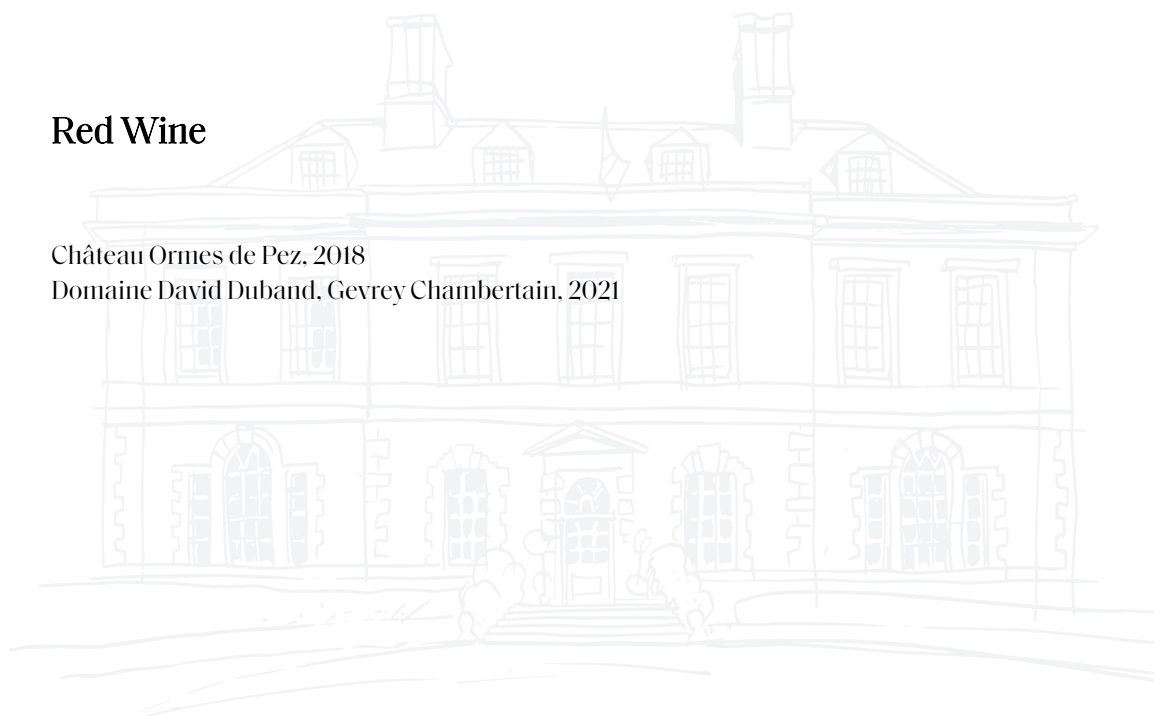 Red Wine
Château Ormes de Pez, 2018
Domaine David Duband, Gevrey Chambertain, 2021